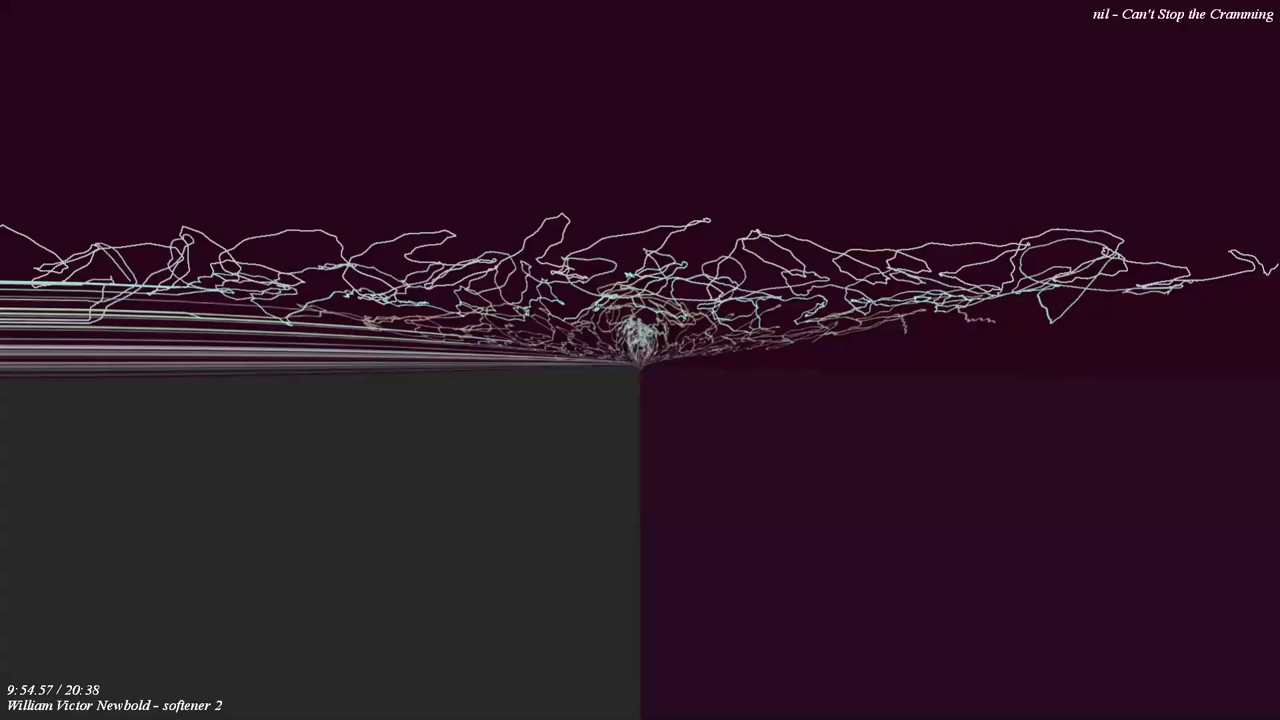 nil - Can't Stop the Cramming
9:54.57 / 20:38
William Victor Newbold - softener 2